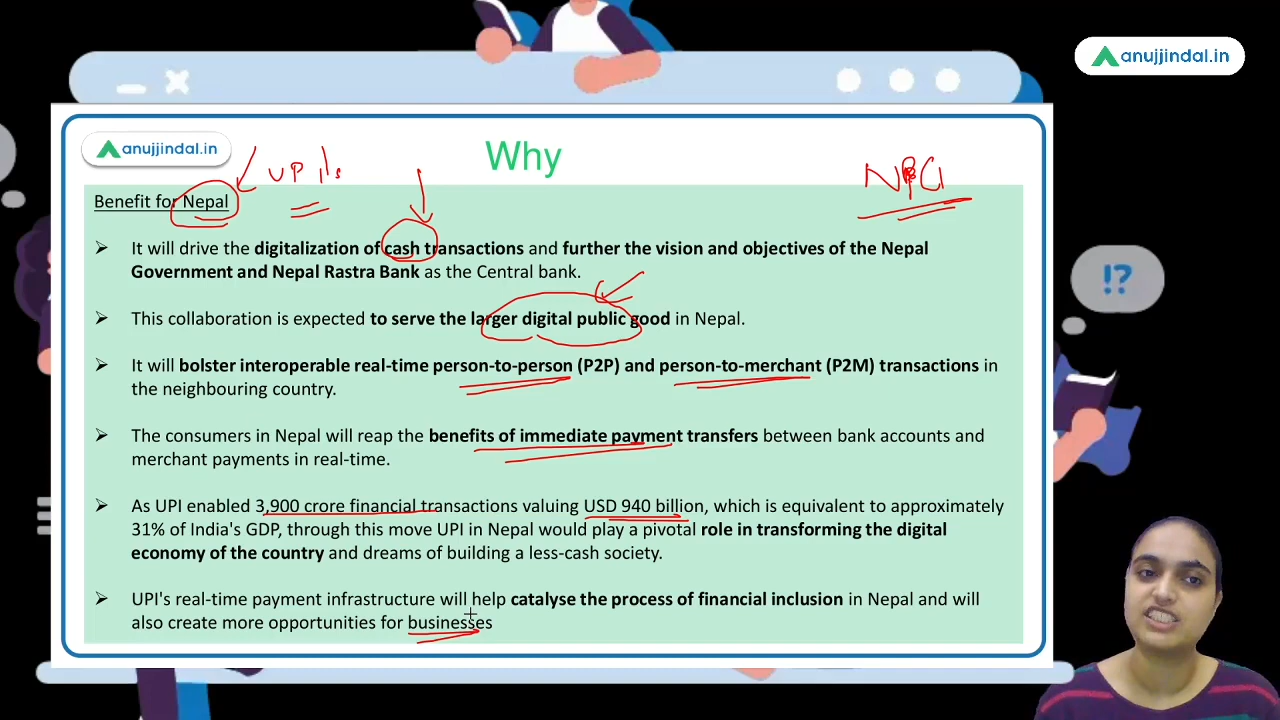 anujjindal.in
anujjindal.in
Why
NPCI
UPI
Benefit for Nepal
➢ It will drive the digitalization of cash transactions and further the vision and objectives of the Nepal
Government and Nepal Rastra Bank as the Central bank.
➢ This collaboration is expected to serve the larger digital public good in Nepal.
➢ It will bolster interoperable real-time person-to-person (P2P) and person-to-merchant (P2M) transactions in
the neighbouring country.
➢ The consumers in Nepal will reap the benefits of immediate payment transfers between bank accounts and
merchant payments in real-time.
➢ As UPI enabled 3,900 crore financial transactions valuing USD 940 billion, which is equivalent to approximately
31% of India's GDP, through this move UPI in Nepal would play a pivotal role in transforming the digital
economy of the country and dreams of building a less-cash society.
➢ UPI's real-time payment infrastructure will help catalyse the process of financial inclusion in Nepal and will
also create more opportunities for businesses
!?